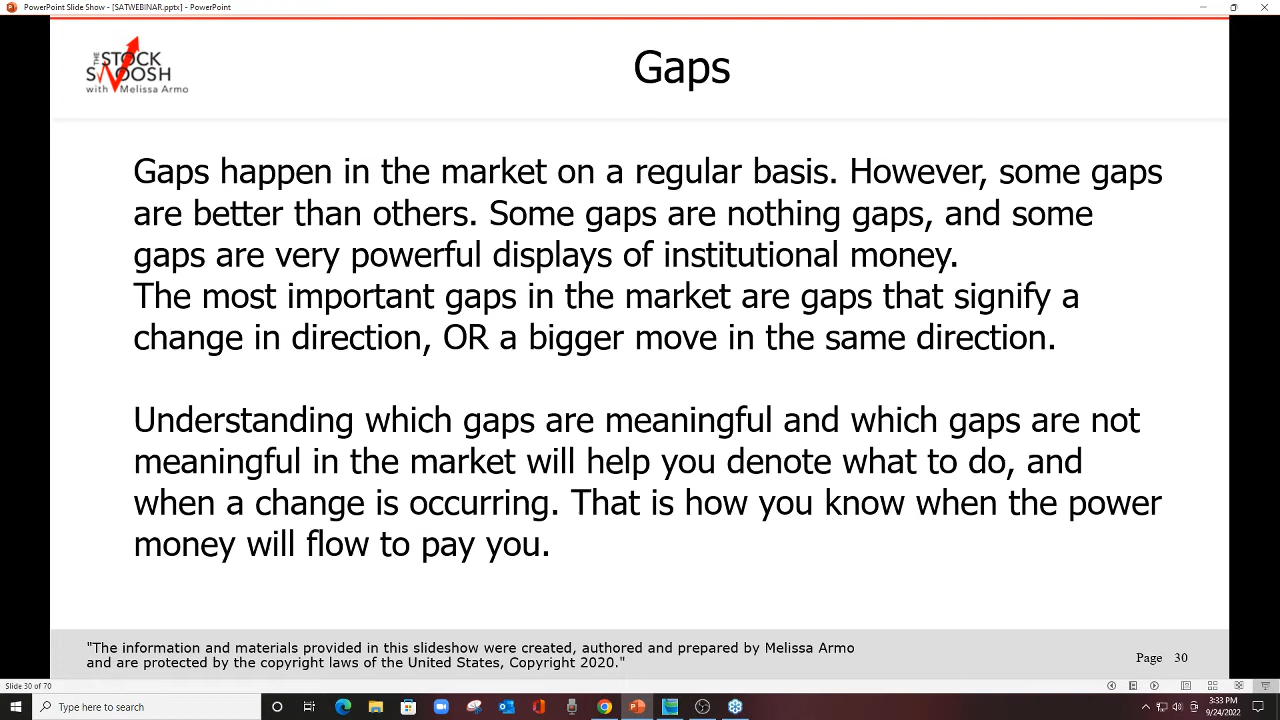 PowerPoint Slide Show - [SATWEBINAR.pptx] - PowerPoint
THE
STOCK
SWOOSH
with Melissa Armo
Gaps
Gaps happen in the market on a regular basis. However, some gaps
are better than others. Some gaps are nothing gaps, and some
gaps are very powerful displays of institutional money.
The most important gaps in the market are gaps that signify a
change in direction, OR a bigger move in the same direction.
Understanding which gaps are meaningful and which gaps are not
meaningful in the market will help you denote what to do, and
when a change is occurring. That is how you know when the power
money will flow to pay you.
"The information and materials provided in this slideshow were created, authored and prepared by Melissa Armo
and are protected by the copyright laws of the United States, Copyright 2020."
Page 30
Slide 30 of 70
Type here to search
3:33 PM
9/24/2022